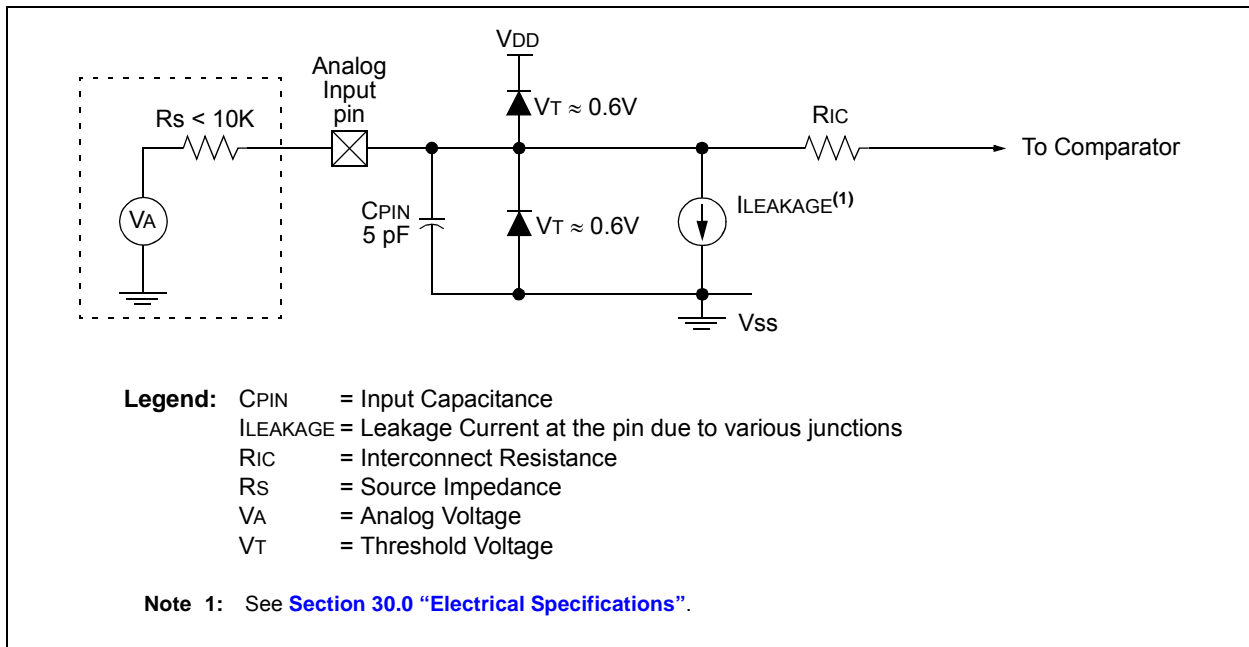 VDD
Analog
Input
pin
Rs < 10K
VT ≈ 0.6V
RIC
To Comparator
VA
CPIN
5 pF
VT ≈ 0.6V
ILEAKAGE(1)
Vss
Legend: CPIN = Input Capacitance
ILEAKAGE = Leakage Current at the pin due to various junctions
RIC = Interconnect Resistance
RS = Source Impedance
VA = Analog Voltage
VT = Threshold Voltage
Note 1: See Section 30.0 “Electrical Specifications”.